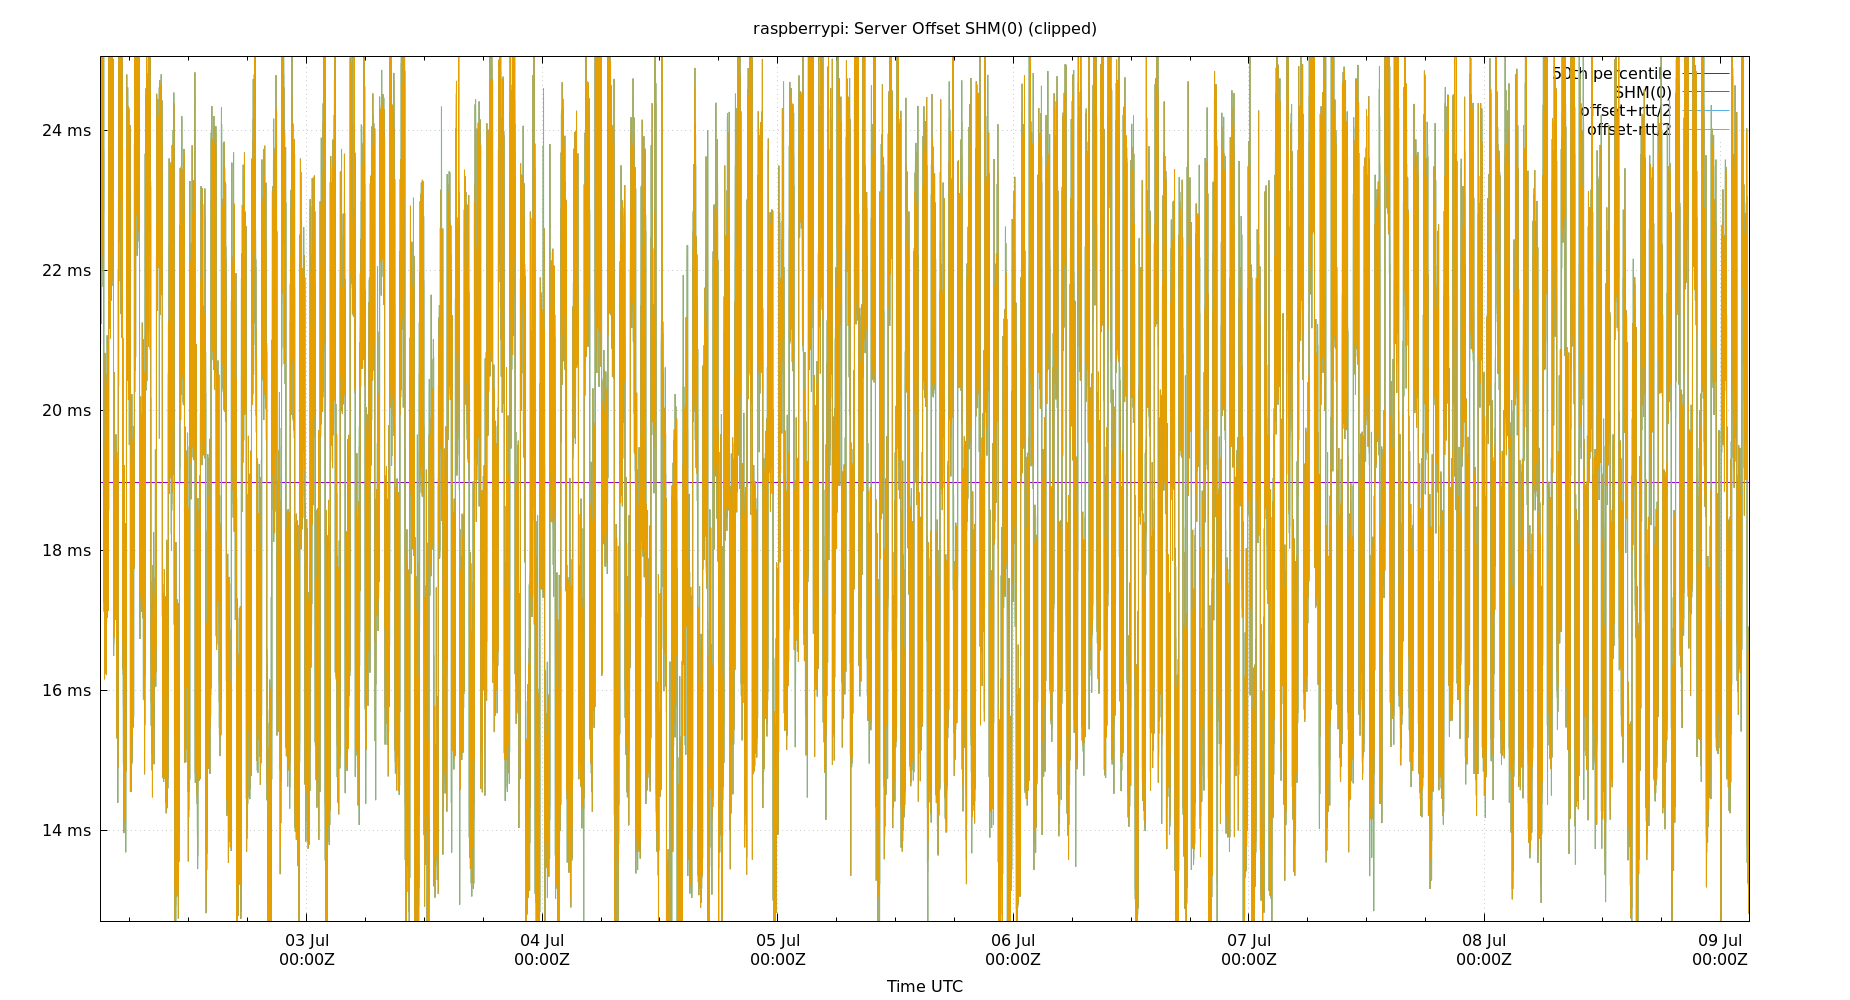 raspberrypi: Server Offset SHM(0) (clipped)
50th percentile
SHM(0)
offset+rtt/2
offset-rtt/2
24 ms
22 ms
20 ms
18 ms
16 ms
14 ms
03 Jul 04 Jul 05 Jul 06 Jul 07 Jul 08 Jul 09 Jul
00:00Z 00:00Z 00:00Z 00:00Z 00:00Z 00:00Z 00:00Z
Time UTC